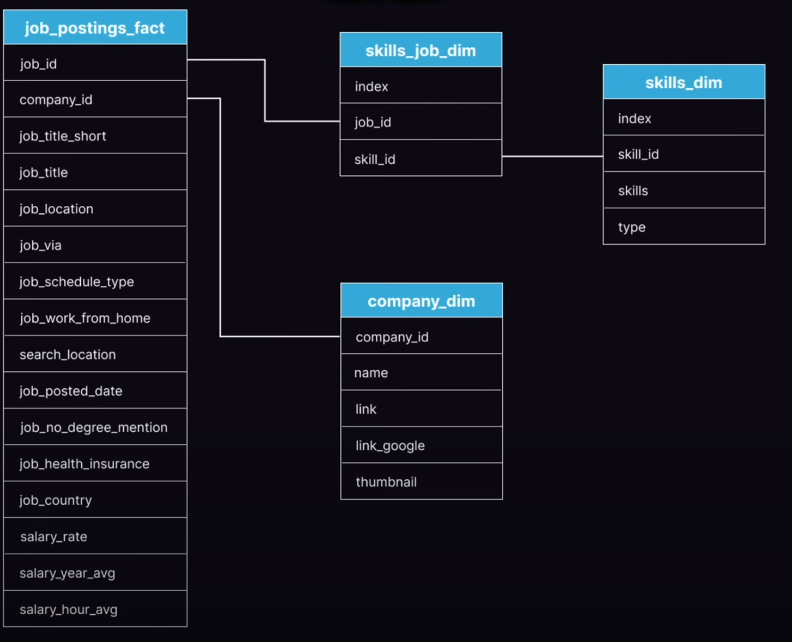 job_postings_fact
job_id
company_id
job_title_short
job_title
job_location
job_via
job_schedule_type
job_work_from_home
search_location
job_posted_date
job_no_degree_mention
job_health_insurance
job_country
salary_rate
salary_year_avg
salary_hour_avg
skills_job_dim
index
job_id
skill_id
skills_dim
index
skill_id
skills
type
company_dim
company_id
name
link
link_google
thumbnail